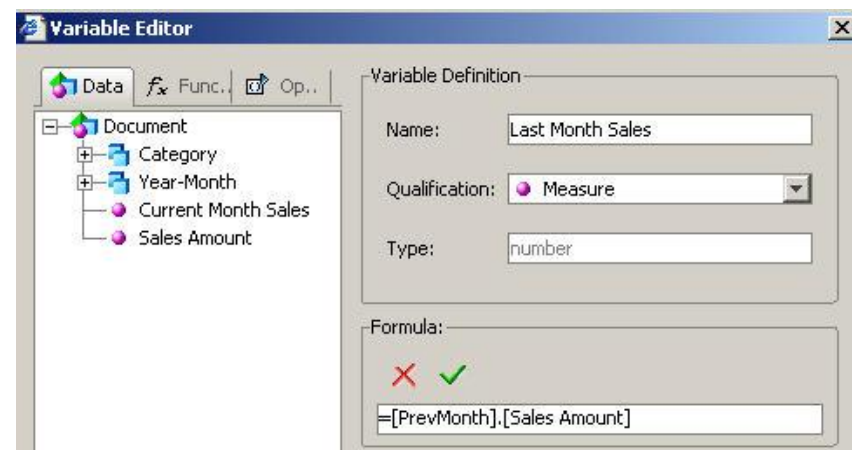 Variable Editor
Data fx Func.. Op..
Document
Category
Year-Month
Current Month Sales
Sales Amount
Variable Definition
Name: Last Month Sales
Qualification: Measure
Type: number
Formula:
=[PrevMonth].[Sales Amount]